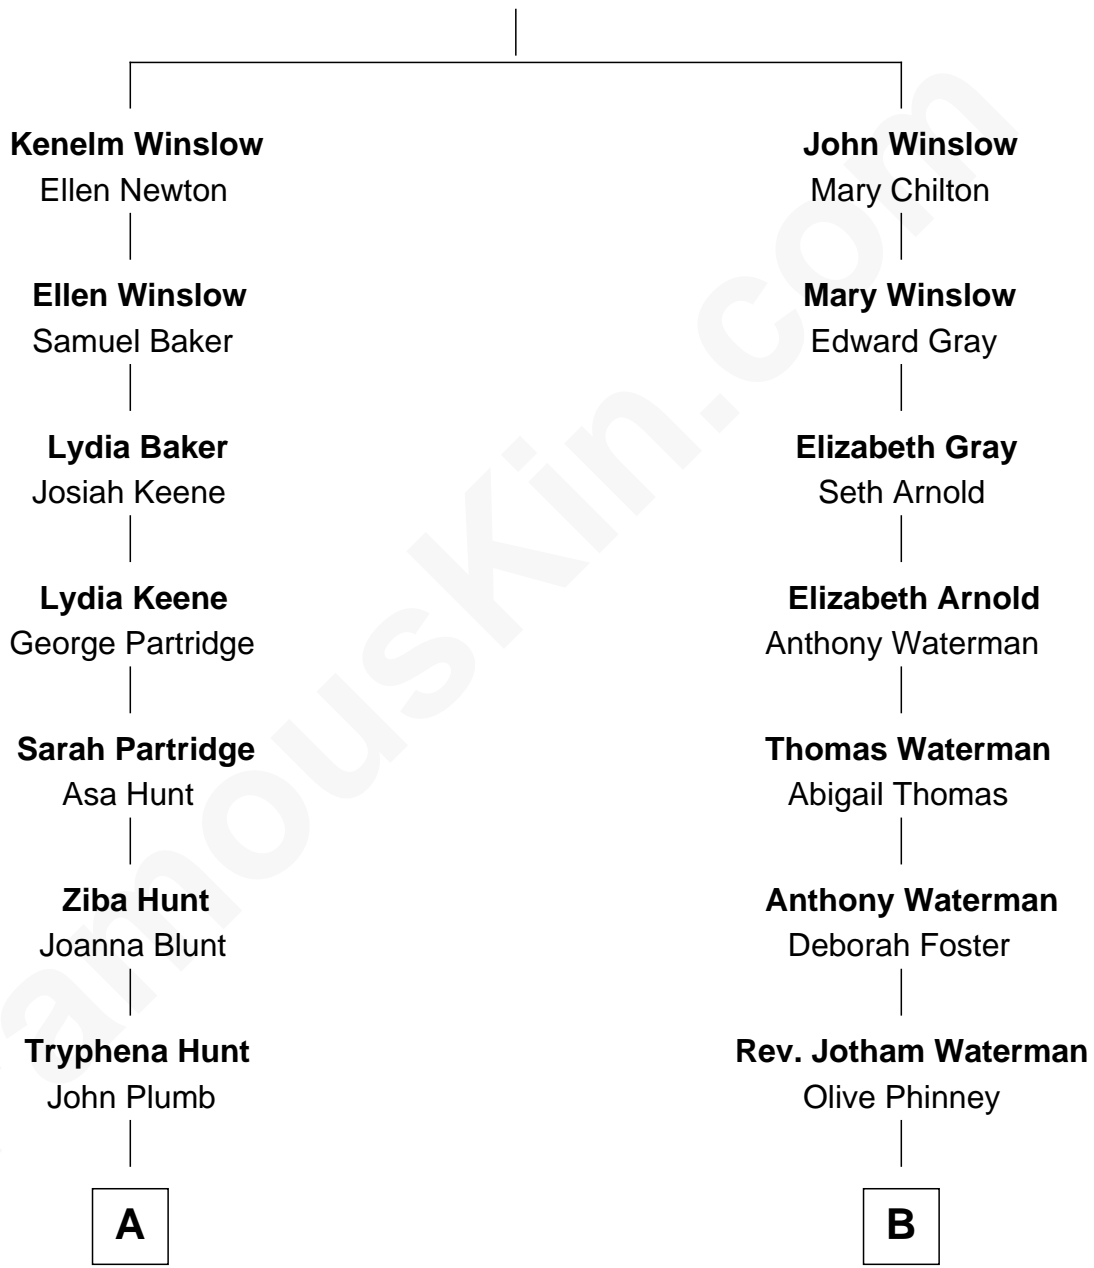 Kenelm Winslow
Ellen Newton
Ellen Winslow
Samuel Baker
Lydia Baker
Josiah Keene
Lydia Keene
George Partridge
Sarah Partridge
Asa Hunt
Ziba Hunt
Joanna Blunt
Tryphena Hunt
John Plumb
A
John Winslow
Mary Chilton
Mary Winslow
Edward Gray
Elizabeth Gray
Seth Arnold
Elizabeth Arnold
Anthony Waterman
Thomas Waterman
Abigail Thomas
Anthony Waterman
Deborah Foster
Rev. Jotham Waterman
Olive Phinney
B
amousKin.com